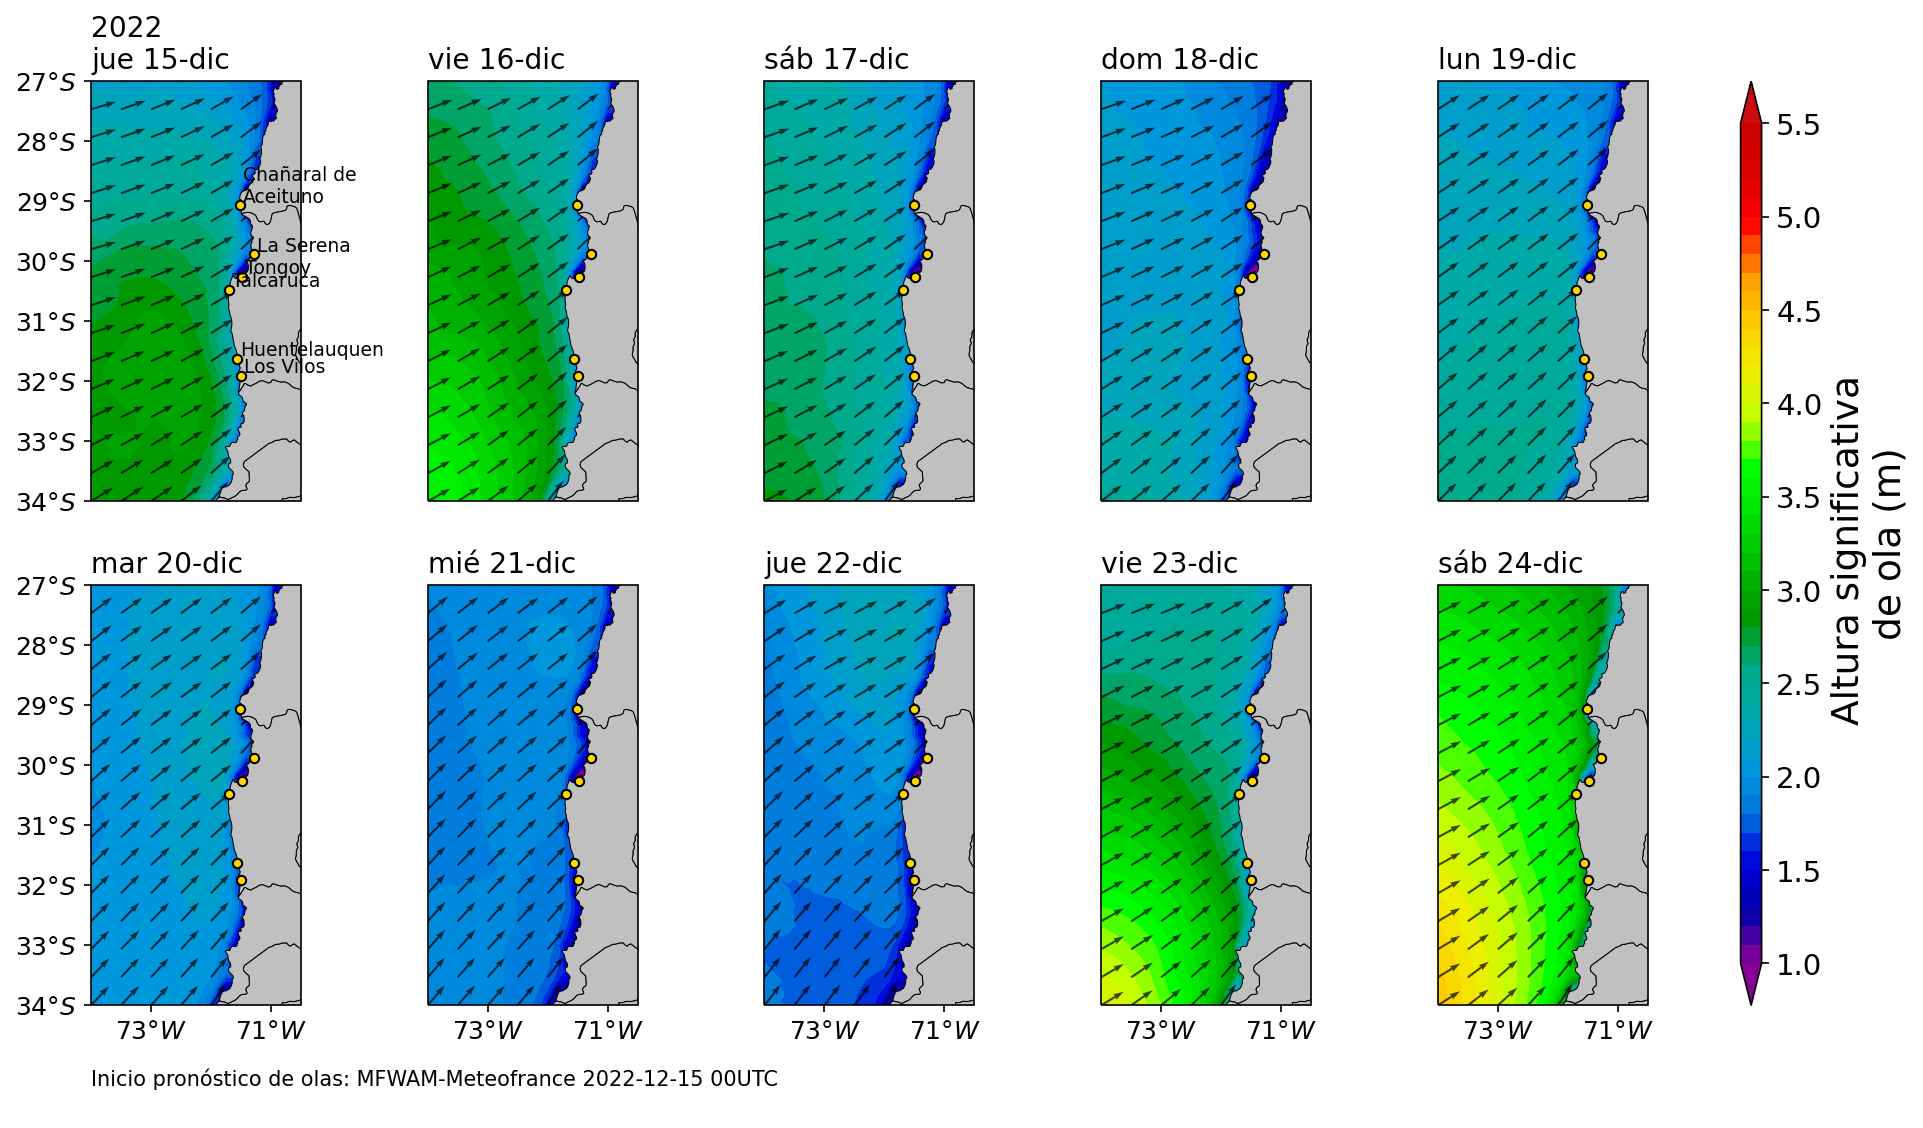 2022
jue 15-dic
vie 16-dic
sáb 17-dic
dom 18-dic
lun 19-dic
27°S
28°S
29°S
30°S
31°S
32°S
33°S
34°S
Chañaral de
Aceituno
La Serena
Tongoy
Talcaruca
Huentelauquen
Los Vilos
mar 20-dic
mié 21-dic
jue 22-dic
vie 23-dic
sáb 24-dic
27°S
28°S
29°S
30°S
31°S
32°S
33°S
34°S
73°W 71°W
73°W 71°W
73°W 71°W
73°W 71°W
73°W 71°W
5.5
5.0
4.5
4.0
3.5
3.0
2.5
2.0
1.5
1.0
Altura significativa
de ola (m)
Inicio pronóstico de olas: MFWAM-Meteofrance 2022-12-15 00UTC